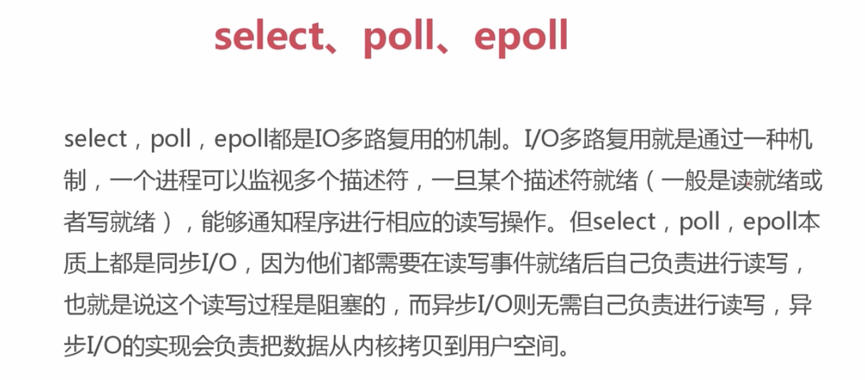 select、poll、epoll
select，poll，epoll都是IO多路复用的机制。I/O多路复用就是通过一种机
制，一个进程可以监视多个描述符，一旦某个描述符就绪（一般是读就绪或
者写就绪），能够通知程序进行相应的读写操作。但select，poll，epoll本
质上都是同步I/O，因为他们都需要在读写事件就绪后自己负责进行读写，
也就是说这个读写过程是阻塞的，而异步I/O则无需自己负责进行读写，异
步I/O的实现会负责把数据从内核拷贝到用户空间。